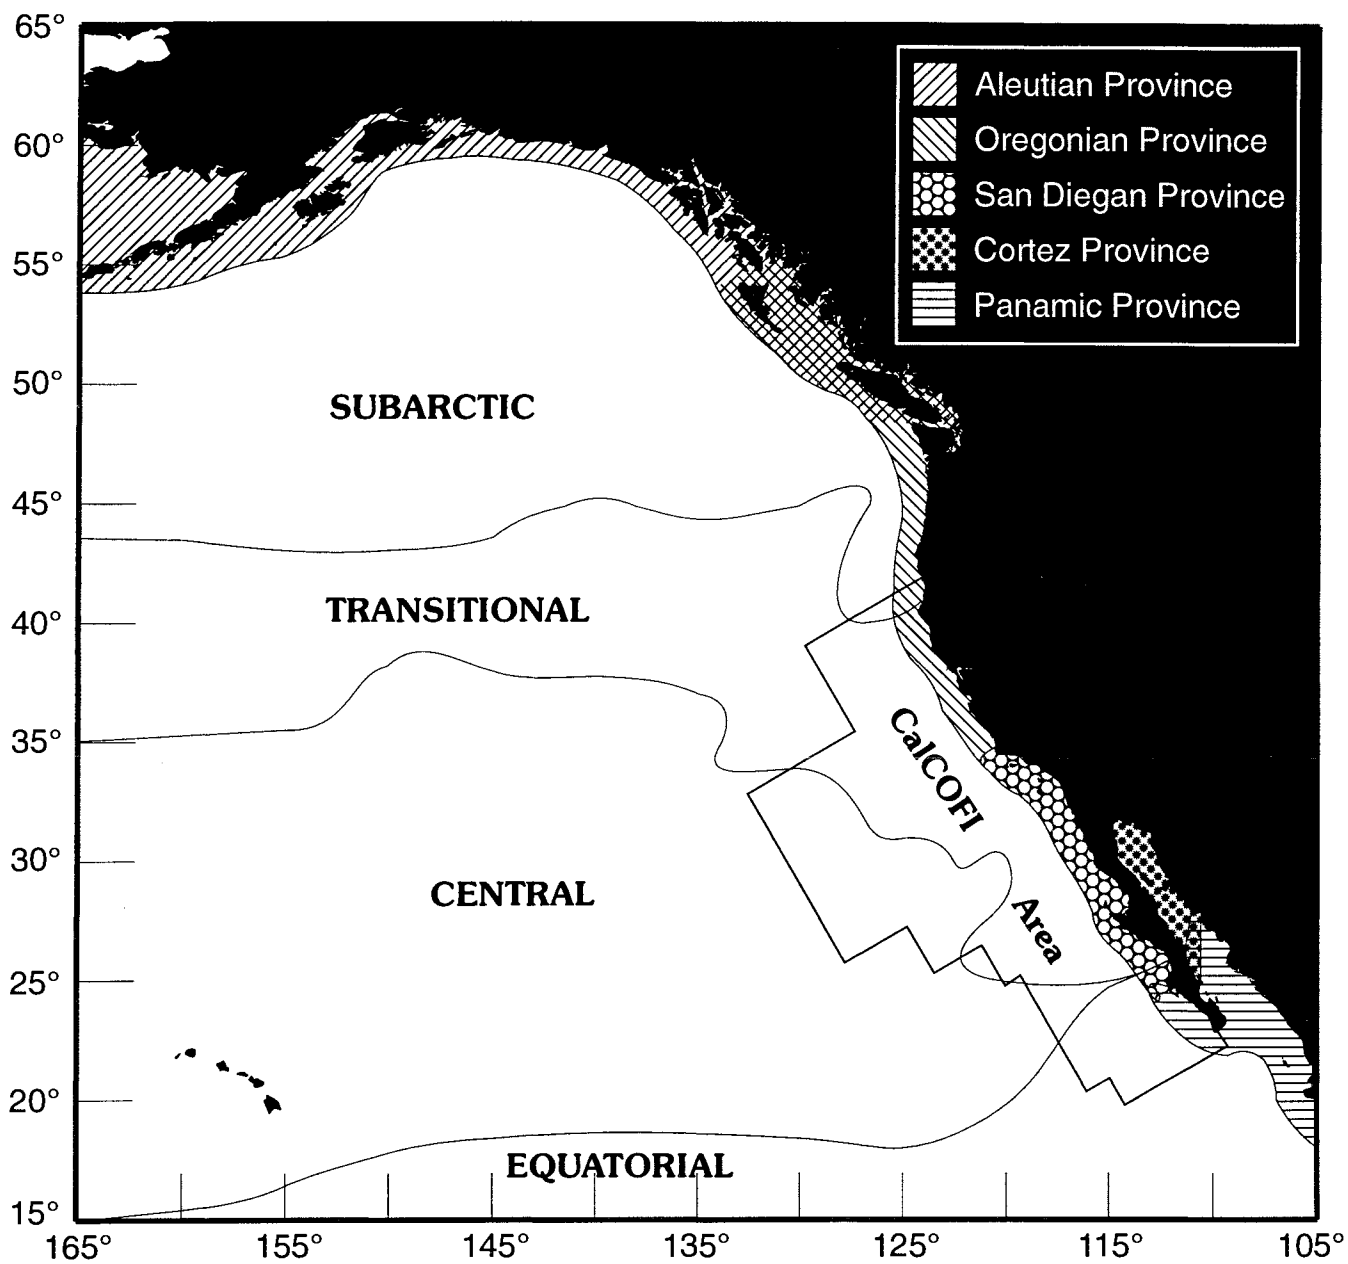 65°
60°
55°
50°
45°
40°
35°
30°
25°
20°
15°
Aleutian Province
Oregonian Province
San Diegan Province
Cortez Province
Panamic Province
SUBARCTIC
TRANSITIONAL
CalCOFI
Area
CENTRAL
EQUATORIAL
165° 155° 145° 135° 125° 115° 105°